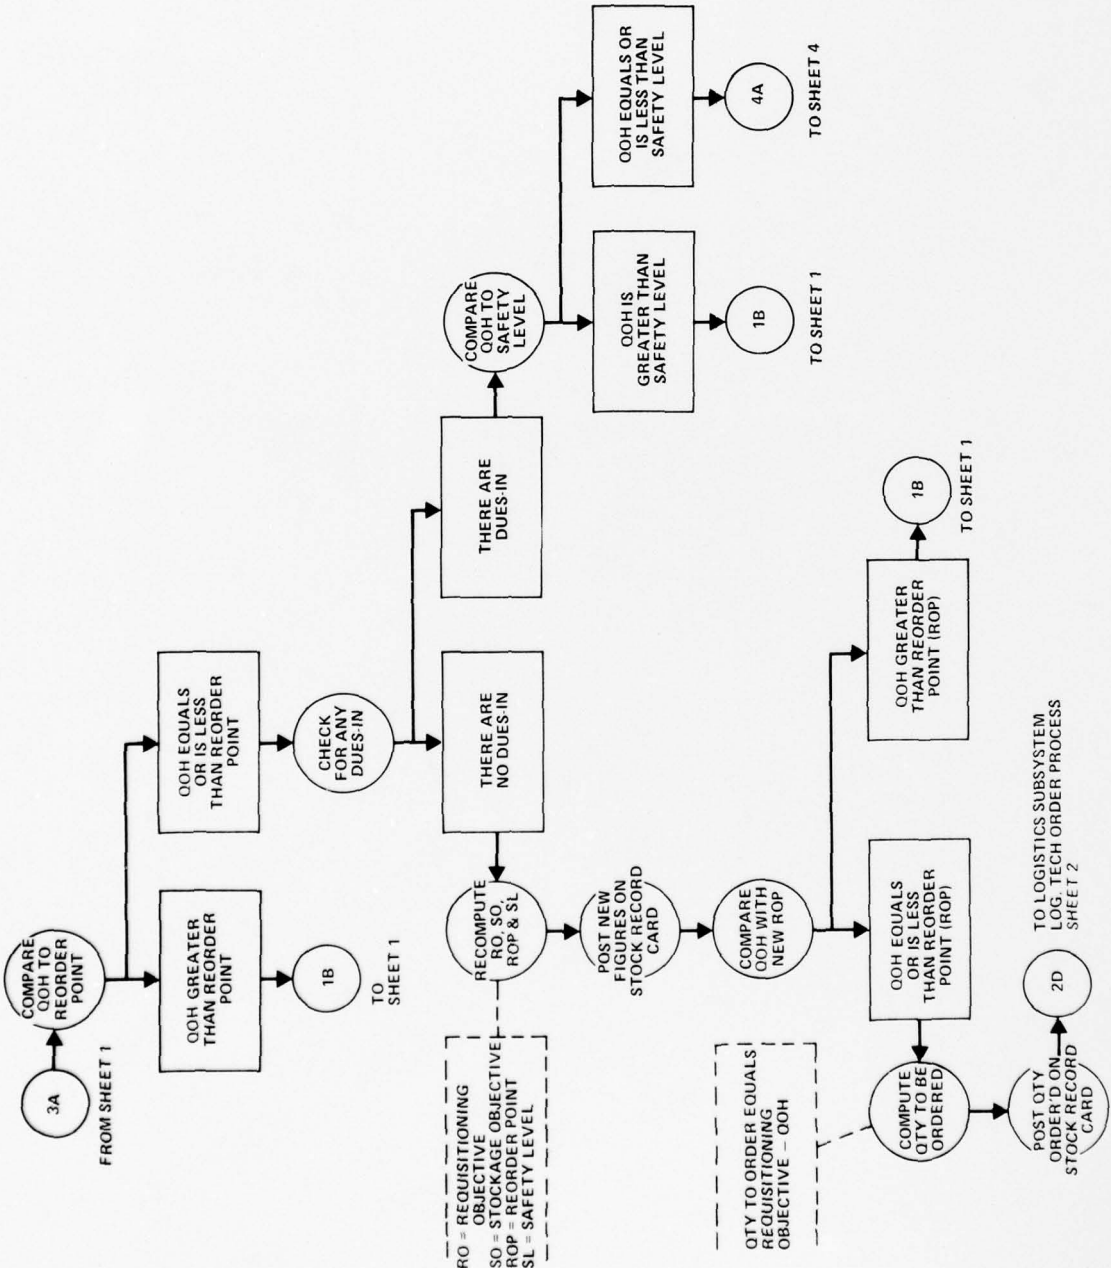 3A
FROM SHEET 1
COMPARE
QOH TO
REORDER
POINT
QOH GREATER
THAN REORDER
POINT
1B
TO
SHEET 1
QOH EQUALS
OR IS LESS
THAN REORDER
POINT
CHECK
FOR ANY
DUES-IN
THERE ARE
NO DUES-IN
THERE ARE
DUES-IN
COMPARE
QOH TO
SAFETY
LEVEL
QOH IS
GREATER THAN
SAFETY LEVEL
1B
TO SHEET 1
QOH EQUALS OR
IS LESS THAN
SAFETY LEVEL
4A
TO SHEET 4
RO = REQUISITIONING
OBJECTIVE
SO = STOCKAGE OBJECTIVE
ROP = REORDER POINT
SL = SAFETY LEVEL
RECOMPUTE
RO, SO,
ROP & SL
POST NEW
FIGURES ON
STOCK RECORD
CARD
COMPARE
QOH WITH
NEW ROP
QOH EQUALS
OR IS LESS
THAN REORDER
POINT (ROP)
QOH GREATER
THAN REORDER
POINT (ROP)
1B
TO SHEET 1
QTY TO ORDER EQUALS
REQUISITIONING
OBJECTIVE – QOH
COMPUTE
QTY TO BE
ORDERED
POST QTY
ORDER'D ON
STOCK RECORD
CARD
2D
TO LOGISTICS SUBSYSTEM
LOG. TECH ORDER PROCESS
SHEET 2